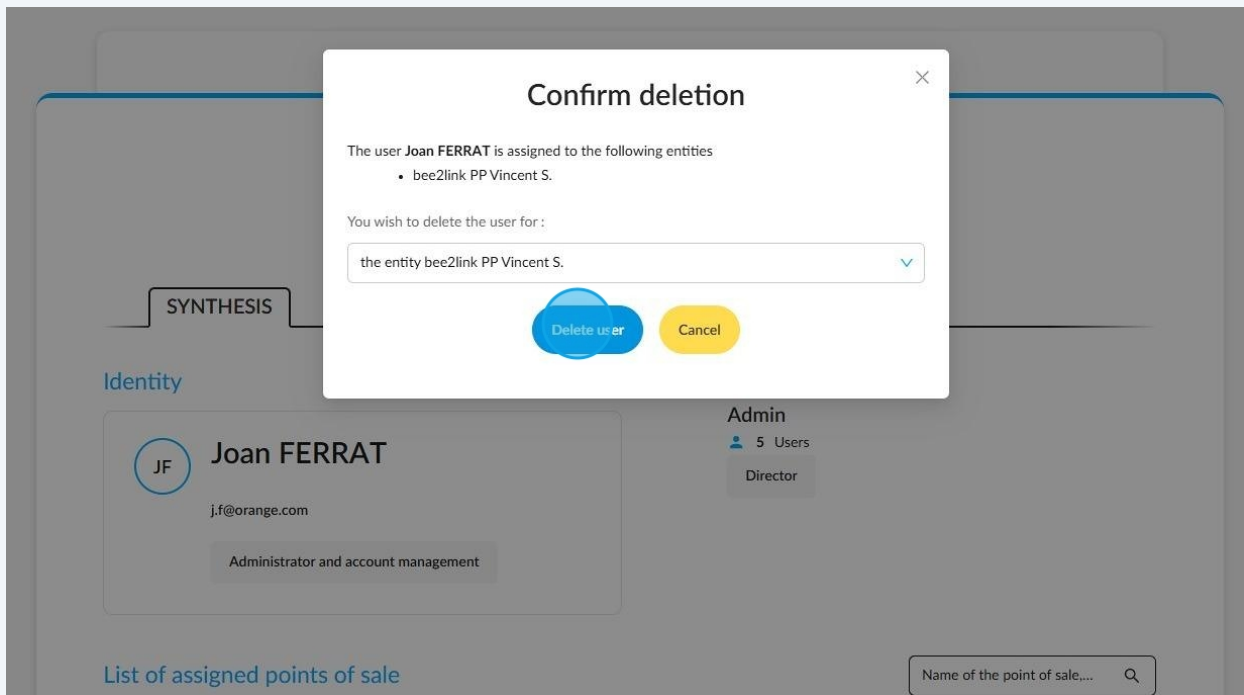 Confirm deletion
The user Joan FERRAT is assigned to the following entities
• bee2link PP Vincent S.
You wish to delete the user for :
the entity bee2link PP Vincent S.
Delete user
Cancel
SYNTHESIS
Identity
JF
Joan FERRAT
j.f@orange.com
Administrator and account management
Admin
5 Users
Director
List of assigned points of sale
Name of the point of sale,...